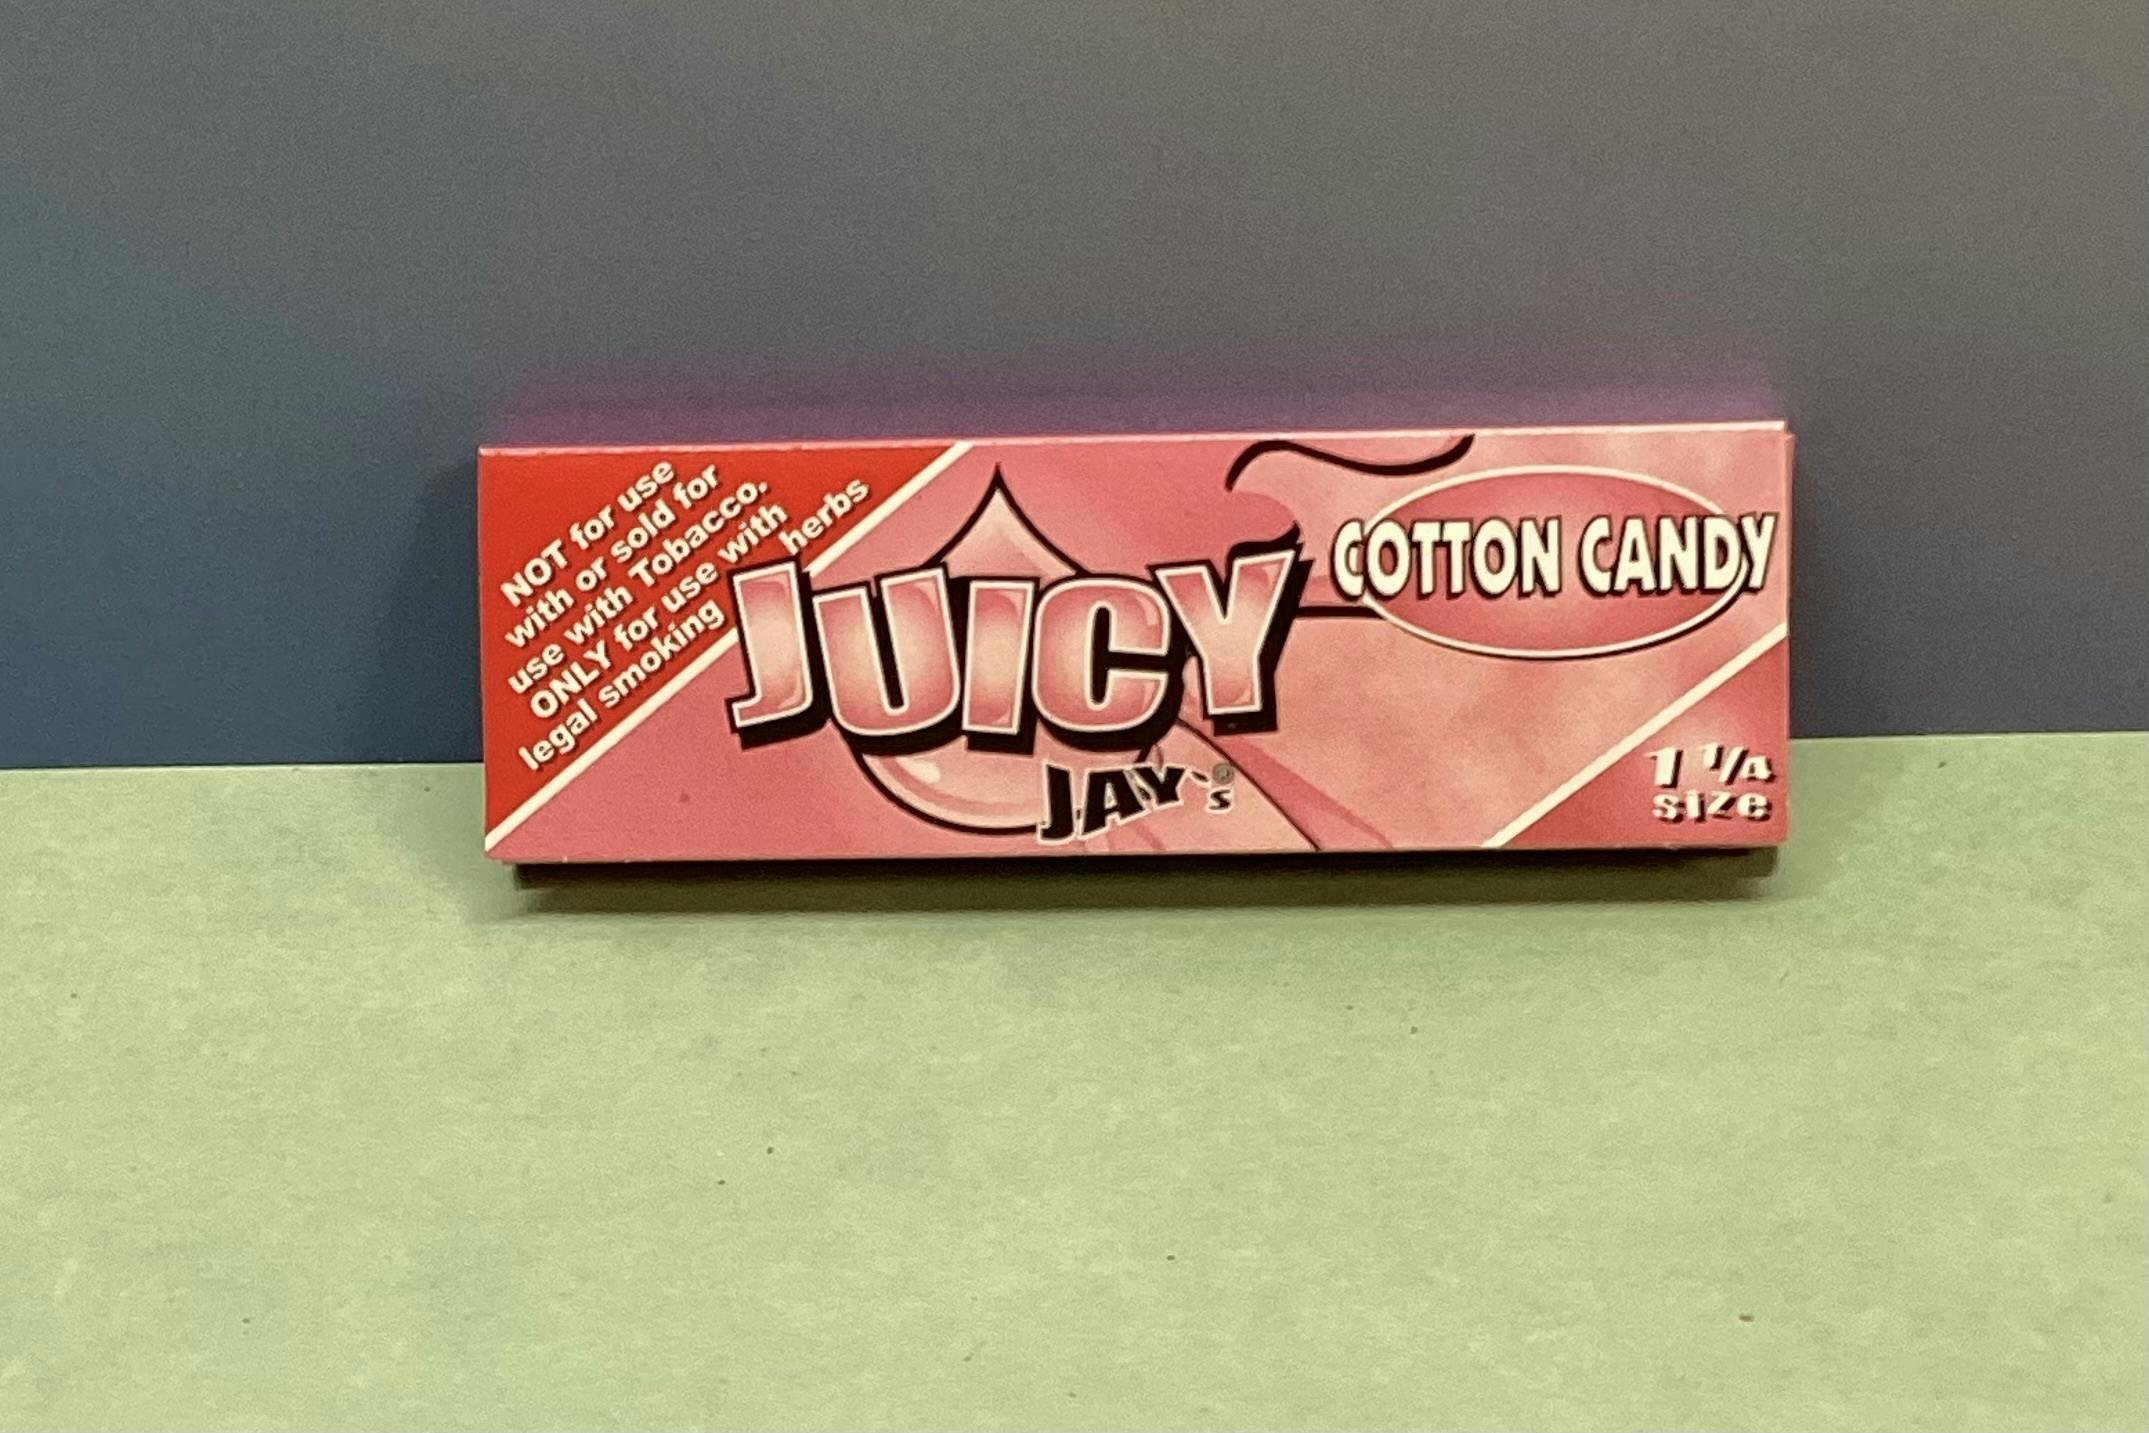 NOT for use
with or sold for
use with Tobacco.
ONLY for use with
legal smoking herbs
JUICY
JAY'S®
COTTON CANDY
1 1/4
size